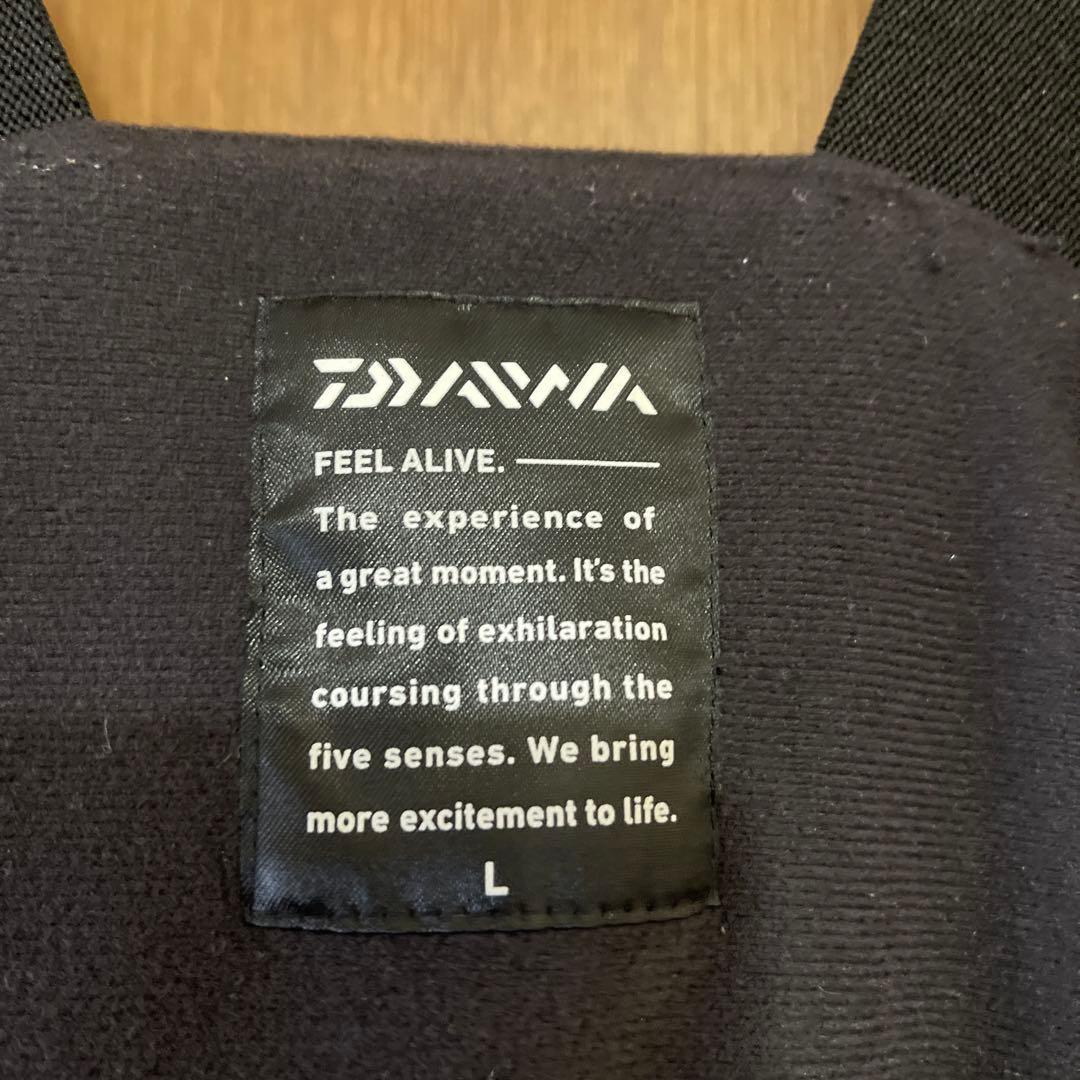 DAIWA
FEEL ALIVE.
The experience of
a great moment. It's the
feeling of exhilaration
coursing through the
five senses. We bring
more excitement to life.
L